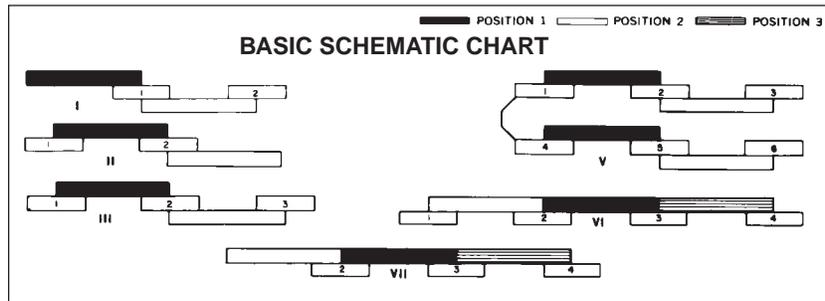 POSITION 1 POSITION 2 POSITION 3
BASIC SCHEMATIC CHART
1 2
I
1 2
II
1 2 3
III
1 2 3
4 5 6
V
1 2 3 4
VI
2 3 4
VII